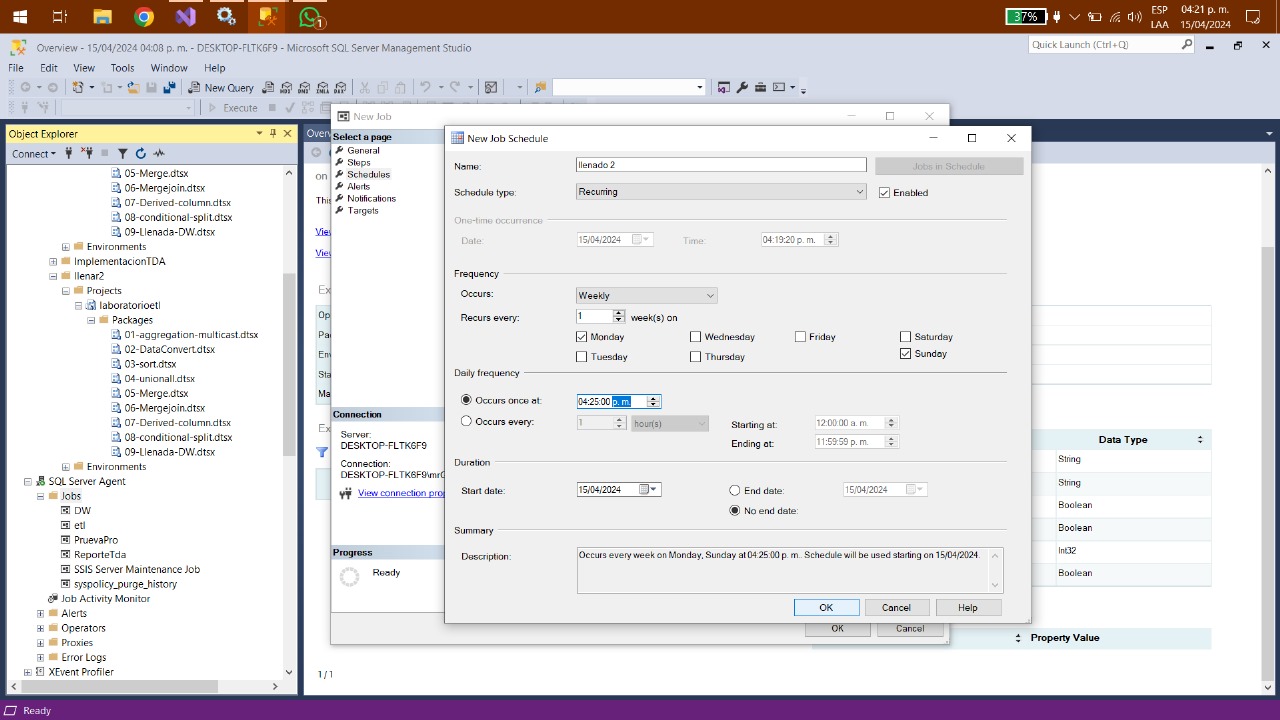 37%
ESP
LAA
04:21 p. m.
15/04/2024
1
Overview - 15/04/2024 04:08 p. m. - DESKTOP-FLTK6F9 - Microsoft SQL Server Management Studio
Quick Launch (Ctrl+Q)
File Edit View Tools Window Help
New Query
MDX DMX XMLA DAX
Execute
Object Explorer
Connect
05-Merge.dtsx
06-Mergejoin.dtsx
07-Derived-column.dtsx
08-conditional-split.dtsx
09-Llenada-DW.dtsx
Environments
ImplementacionTDA
llenar2
Projects
laboratorioetl
Packages
01-aggregation-multicast.dtsx
02-DataConvert.dtsx
03-sort.dtsx
04-unionall.dtsx
05-Merge.dtsx
06-Mergejoin.dtsx
07-Derived-column.dtsx
08-conditional-split.dtsx
09-Llenada-DW.dtsx
Environments
SQL Server Agent
Jobs
DW
etl
PruevaPro
ReporteTda
SSIS Server Maintenance Job
syspolicy_purge_history
Job Activity Monitor
Alerts
Operators
Proxies
Error Logs
XEvent Profiler
Ready
New Job
Select a page
General
Steps
Schedules
Alerts
Notifications
Targets
Connection
Server:
DESKTOP-FLTK6F9
Connection:
View connection
Progress
Ready
OK Cancel
New Job Schedule
Name: llenado 2 Jobs in Schedule
Schedule type: Recurring Enabled
One-time occurrence
Date: 15/04/2024 Time: 04:19:20 p. m.
Frequency
Occurs: Weekly
Recurs every: 1 week(s) on
Monday Wednesday Friday Saturday
Tuesday Thursday Sunday
Daily frequency
Occurs once at: 04:25:00 p. m.
Occurs every: 1 hour(s) Starting at: 12:00:00 a. m.
Ending at: 11:59:59 p. m.
Duration
Start date: 15/04/2024 End date: 15/04/2024
No end date:
Summary
Description: Occurs every week on Monday, Sunday at 04:25:00 p. m.. Schedule will be used starting on 15/04/2024.
OK Cancel Help
Data Type
String
String
Boolean
Boolean
Int32
Boolean
Property Value
1 / 1